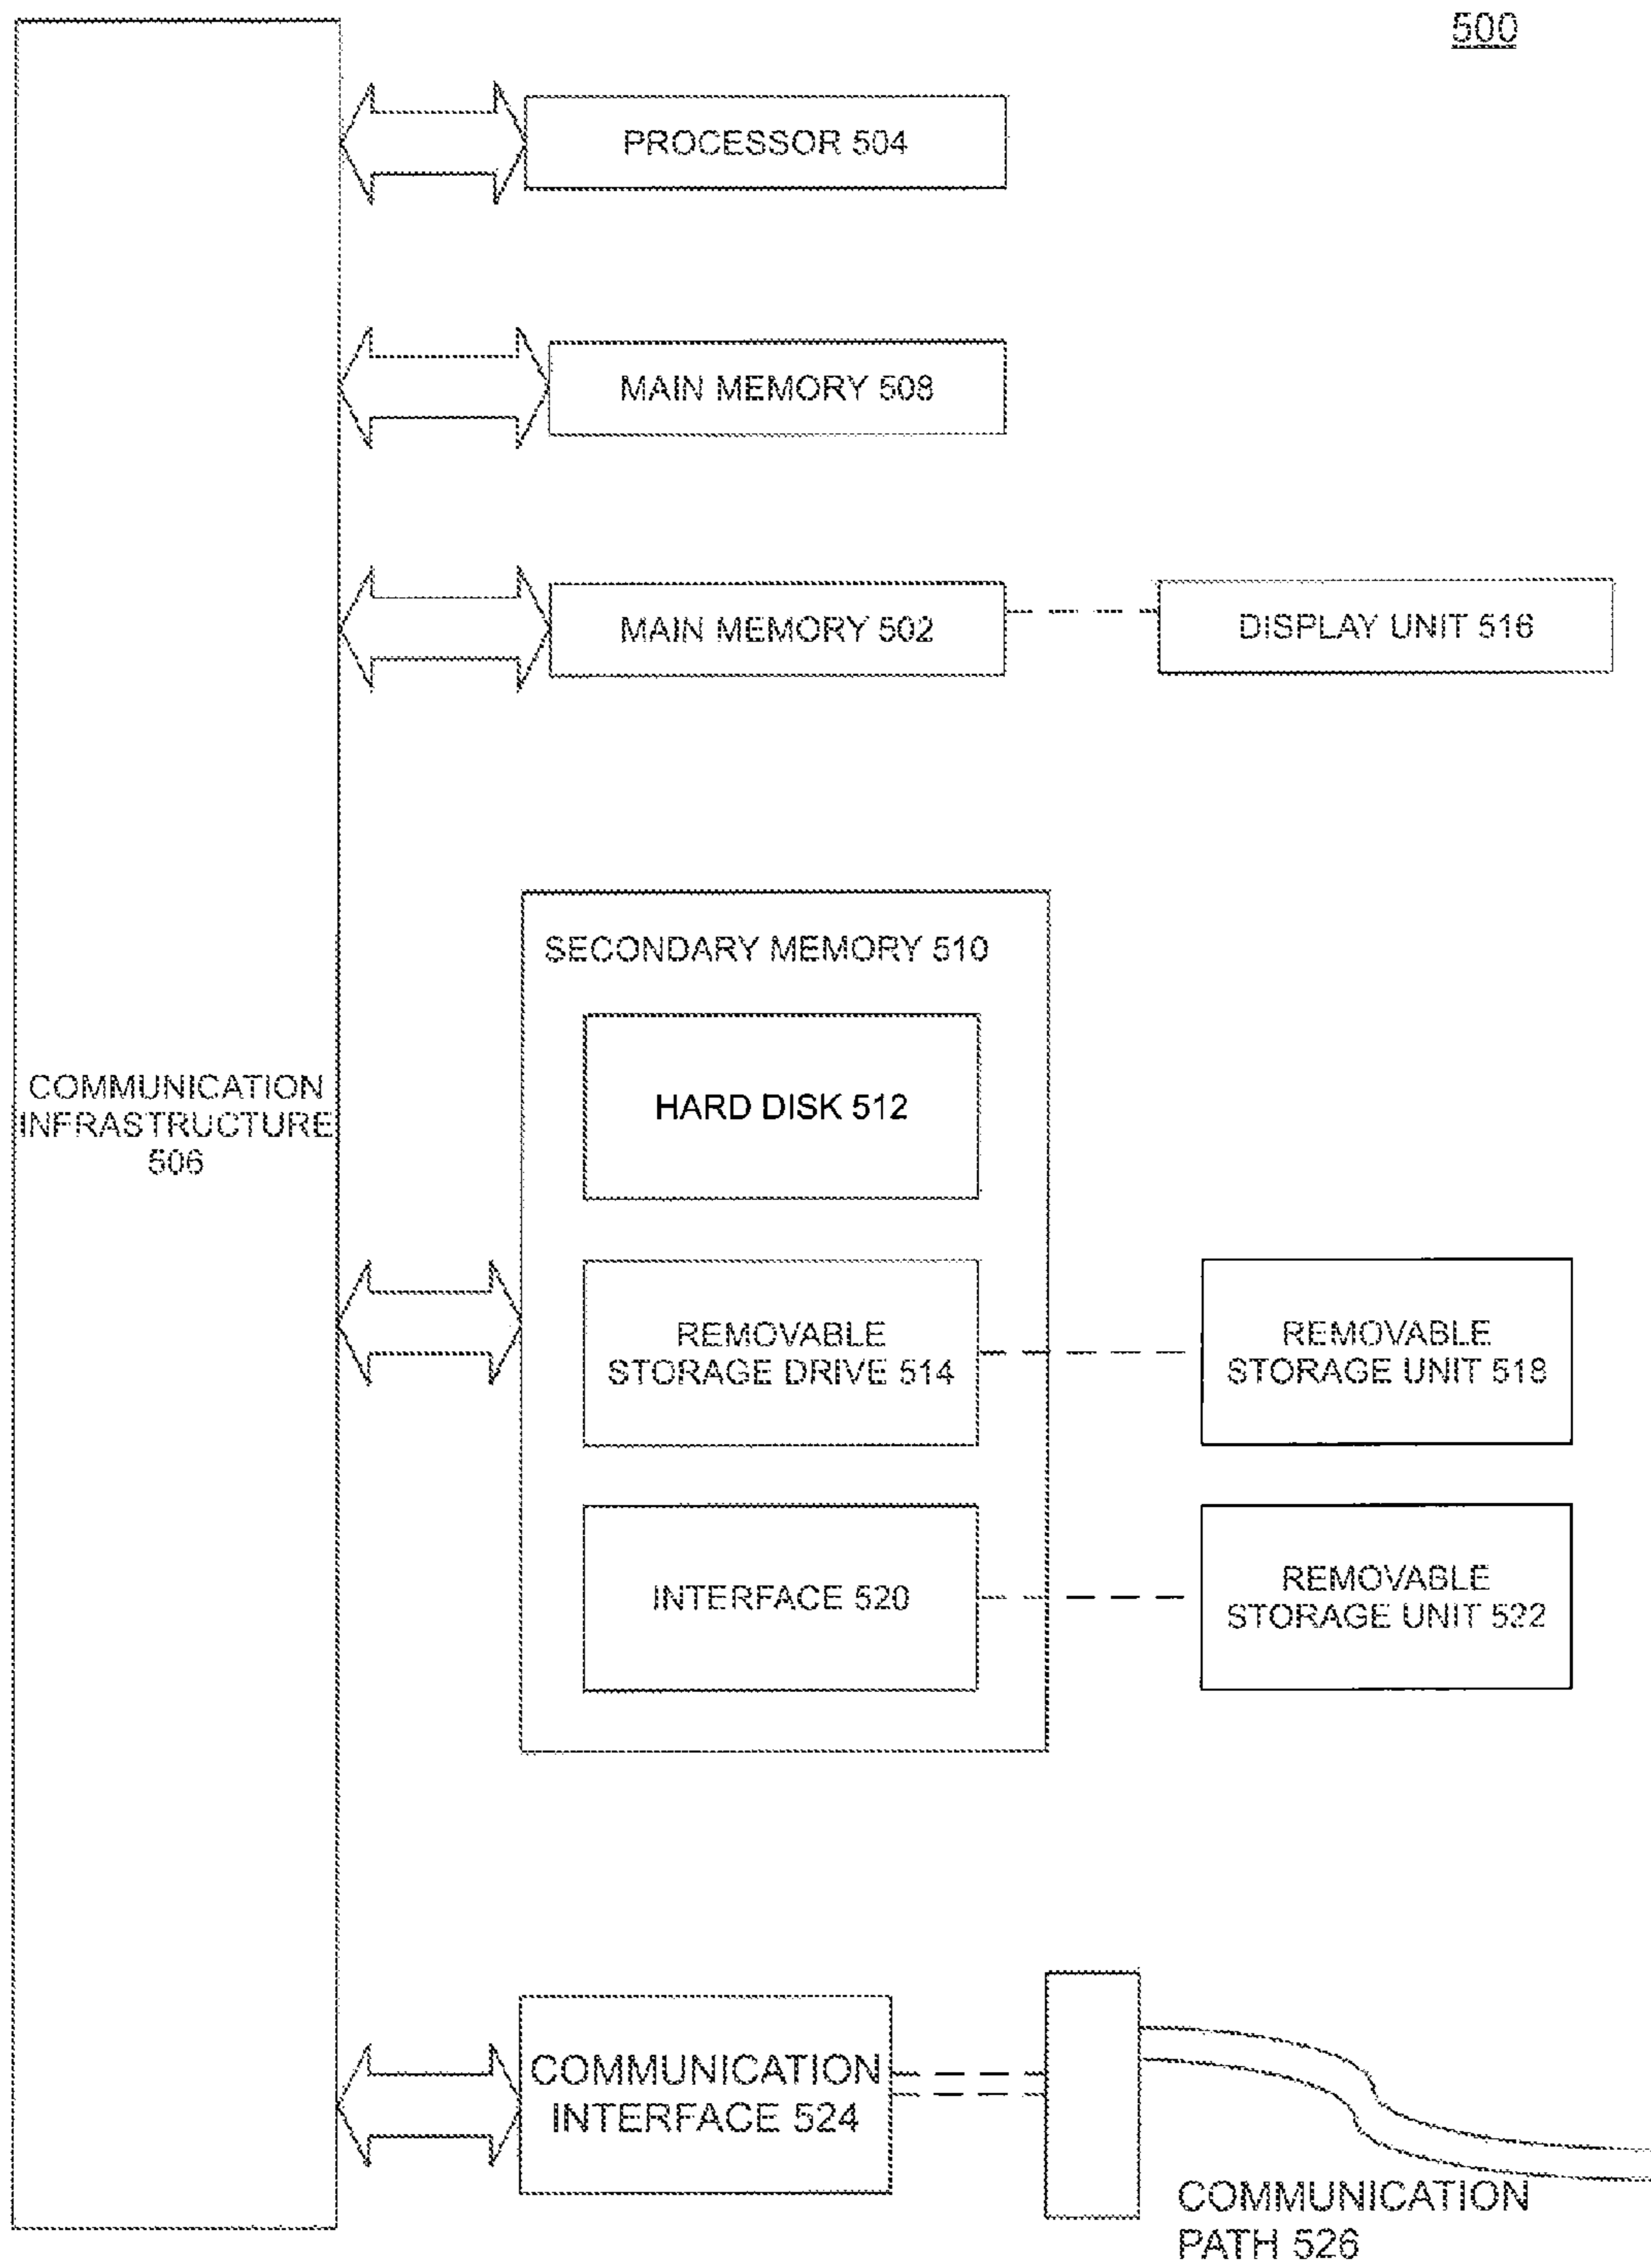 500
PROCESSOR 504
MAIN MEMORY 508
MAIN MEMORY 502
DISPLAY UNIT 516
SECONDARY MEMORY 510
HARD DISK 512
COMMUNICATION
INFRASTRUCTURE
506
REMOVABLE
STORAGE DRIVE 514
REMOVABLE
STORAGE UNIT 518
INTERFACE 520
REMOVABLE
STORAGE UNIT 522
COMMUNICATION
INTERFACE 524
COMMUNICATION
PATH 526